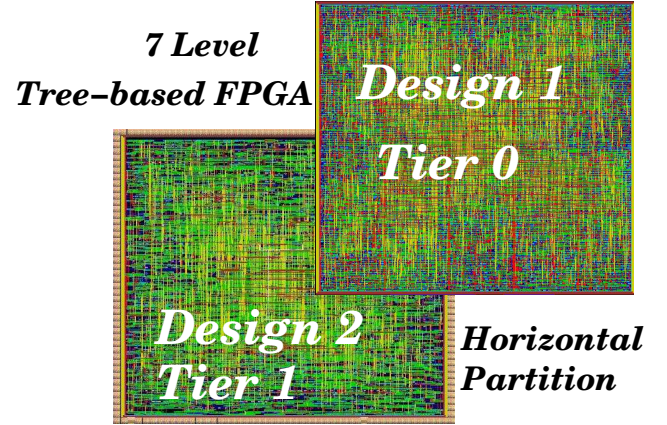 7 Level
Tree-based FPGA
Design 1
Tier 0
Design 2
Tier 1
Horizontal
Partition